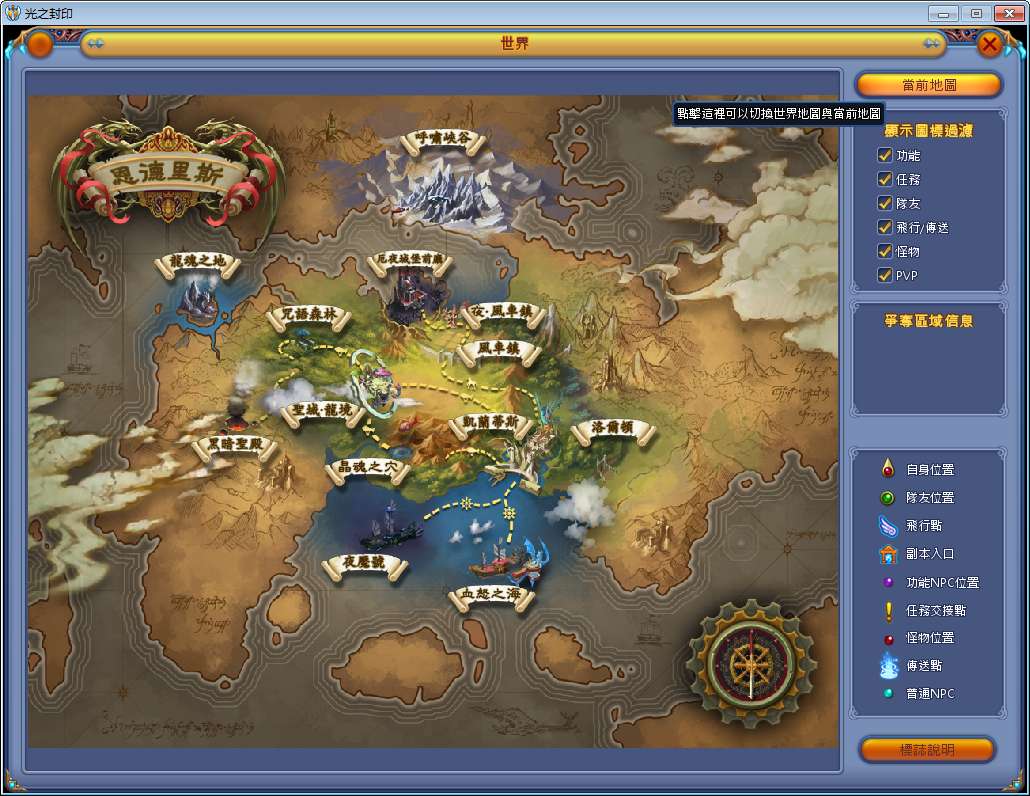 光之封印
世界
當前地圖
點擊這裡可以切換世界地圖與當前地圖
顯示圖標過濾
功能
任務
隊友
飛行/傳送
怪物
PVP
爭奪區域信息
自身位置
隊友位置
飛行點
副本入口
功能NPC位置
任務交接點
怪物位置
傳送點
普通NPC
標誌說明
恩德里斯
呼嘯峽谷
龍魂之地
厄夜城堡前廳
咒語森林
夜·風車鎮
風車鎮
聖城·龍境
凱蘭蒂斯
洛爾頓
黑暗聖殿
晶魂之穴
夜魘號
血怒之海